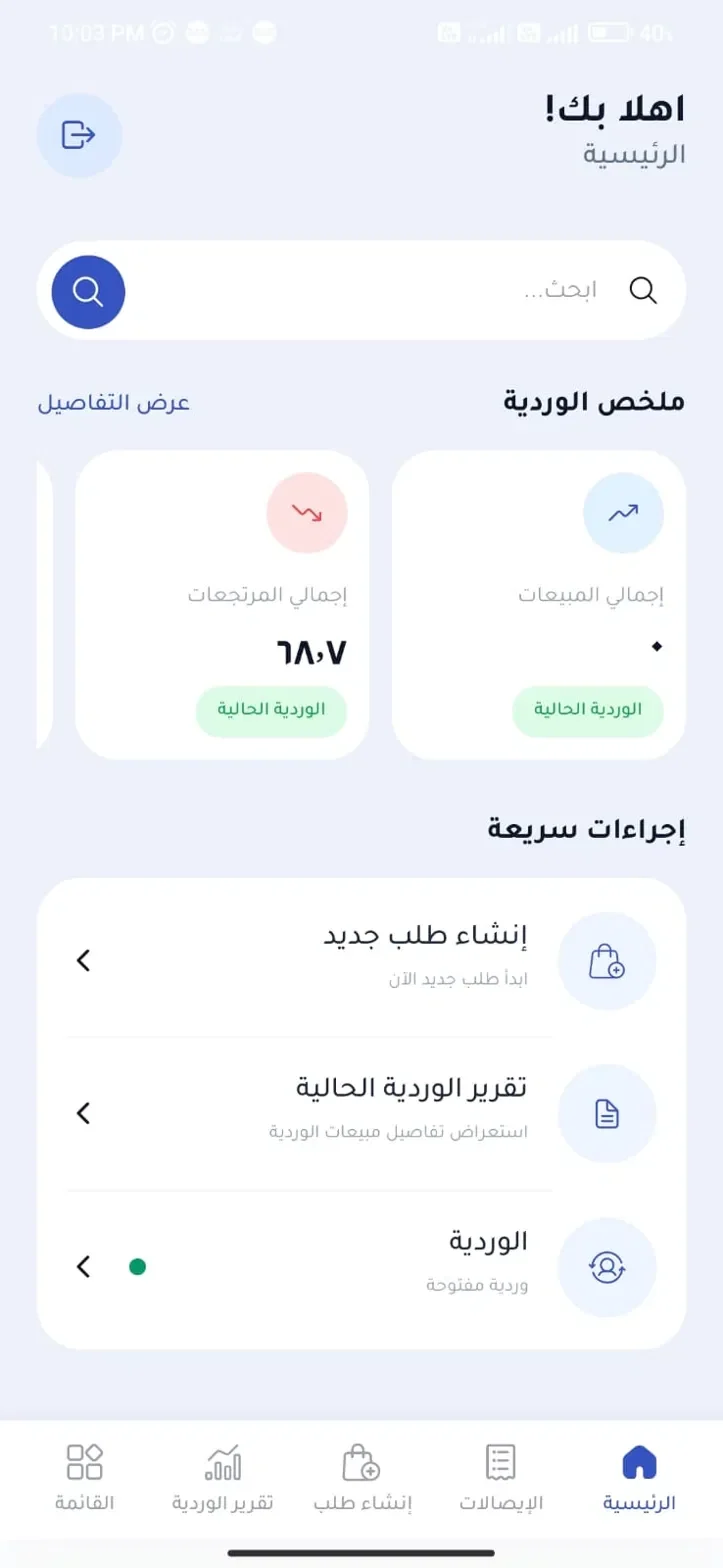 10:03 PM
40
اهلا بك!
الرئيسية
ابحث...
ملخص الوردية
عرض التفاصيل
إجمالي المبيعات
٠
الوردية الحالية
إجمالي المرتجعات
٦٨٫٧
الوردية الحالية
إجراءات سريعة
إنشاء طلب جديد
ابدأ طلب جديد الآن
تقرير الوردية الحالية
استعراض تفاصيل مبيعات الوردية
الوردية
وردية مفتوحة
الرئيسية
الإيصالات
إنشاء طلب
تقرير الوردية
القائمة